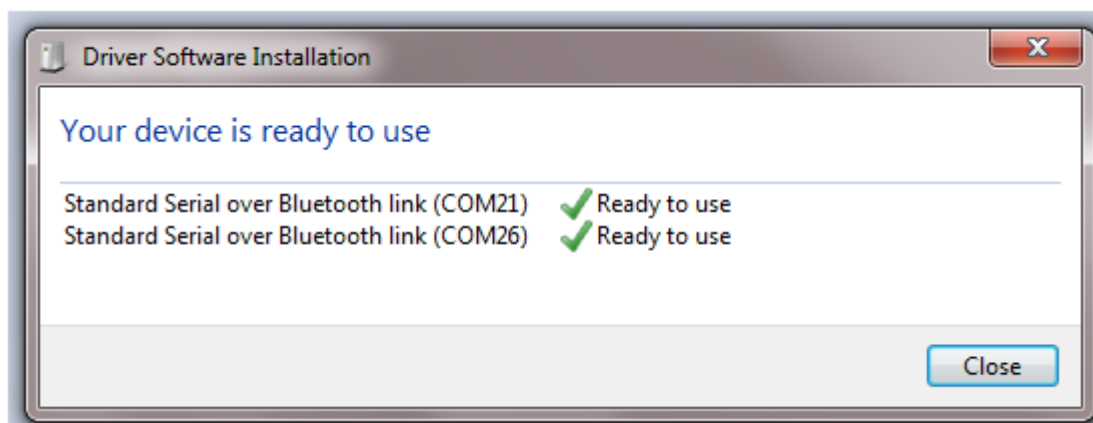 Driver Software Installation
Your device is ready to use
Standard Serial over Bluetooth link (COM21) Ready to use
Standard Serial over Bluetooth link (COM26) Ready to use
Close